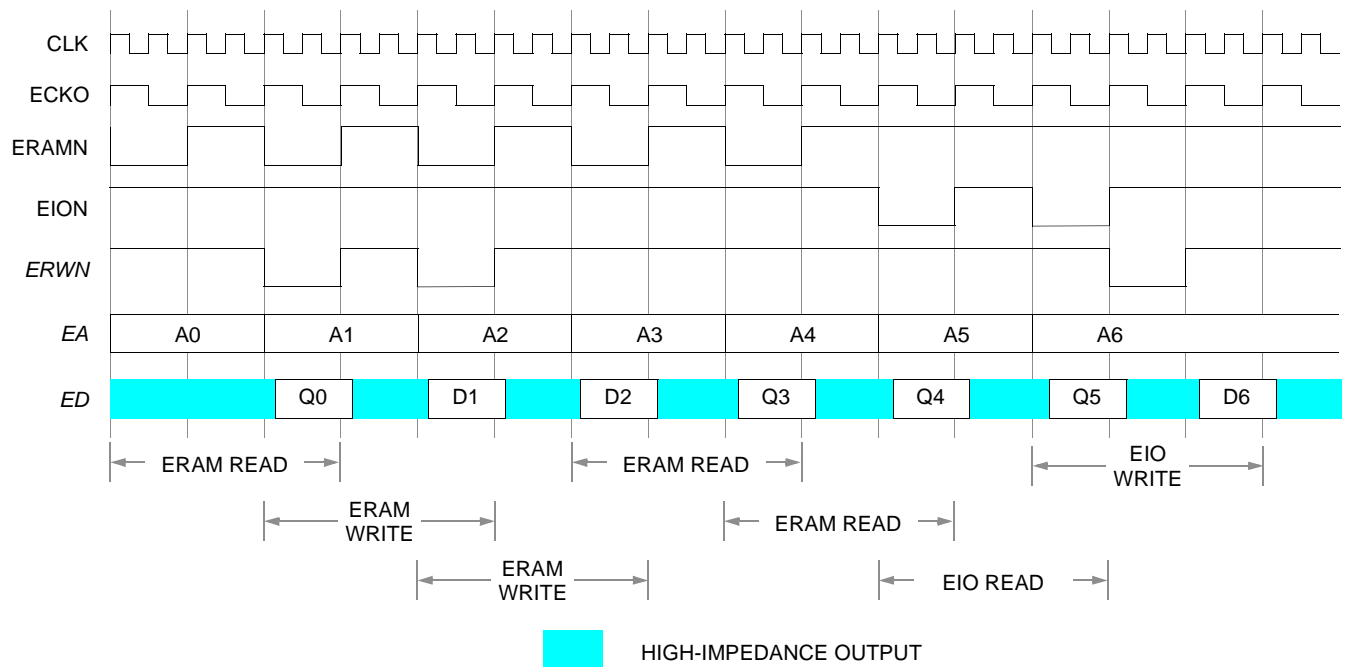 CLK
ECKO
ERAMN
EION
ERWN
EA A0 A1 A2 A3 A4 A5 A6
ED Q0 D1 D2 Q3 Q4 Q5 D6
ERAM READ ERAM READ EIO
WRITE
ERAM
WRITE
ERAM READ
ERAM
WRITE
EIO READ
HIGH-IMPEDANCE OUTPUT